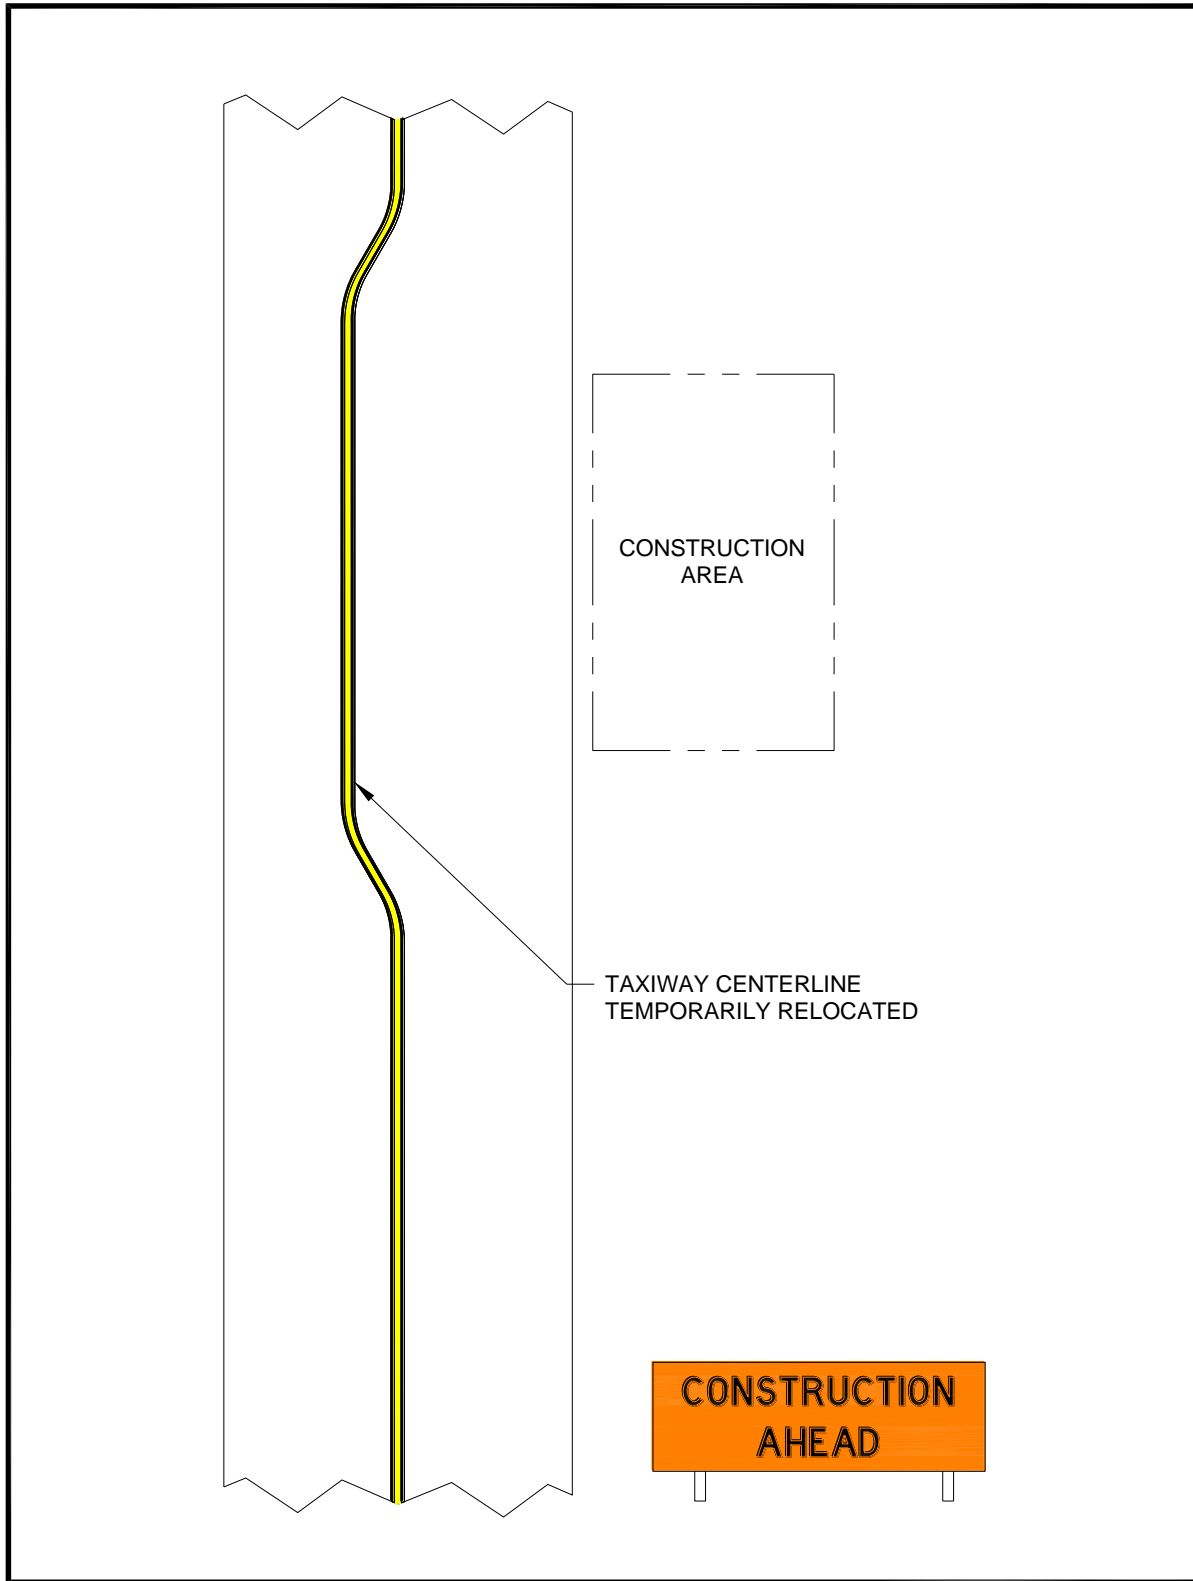 CONSTRUCTION
AREA
TAXIWAY CENTERLINE
TEMPORARILY RELOCATED
CONSTRUCTION
AHEAD